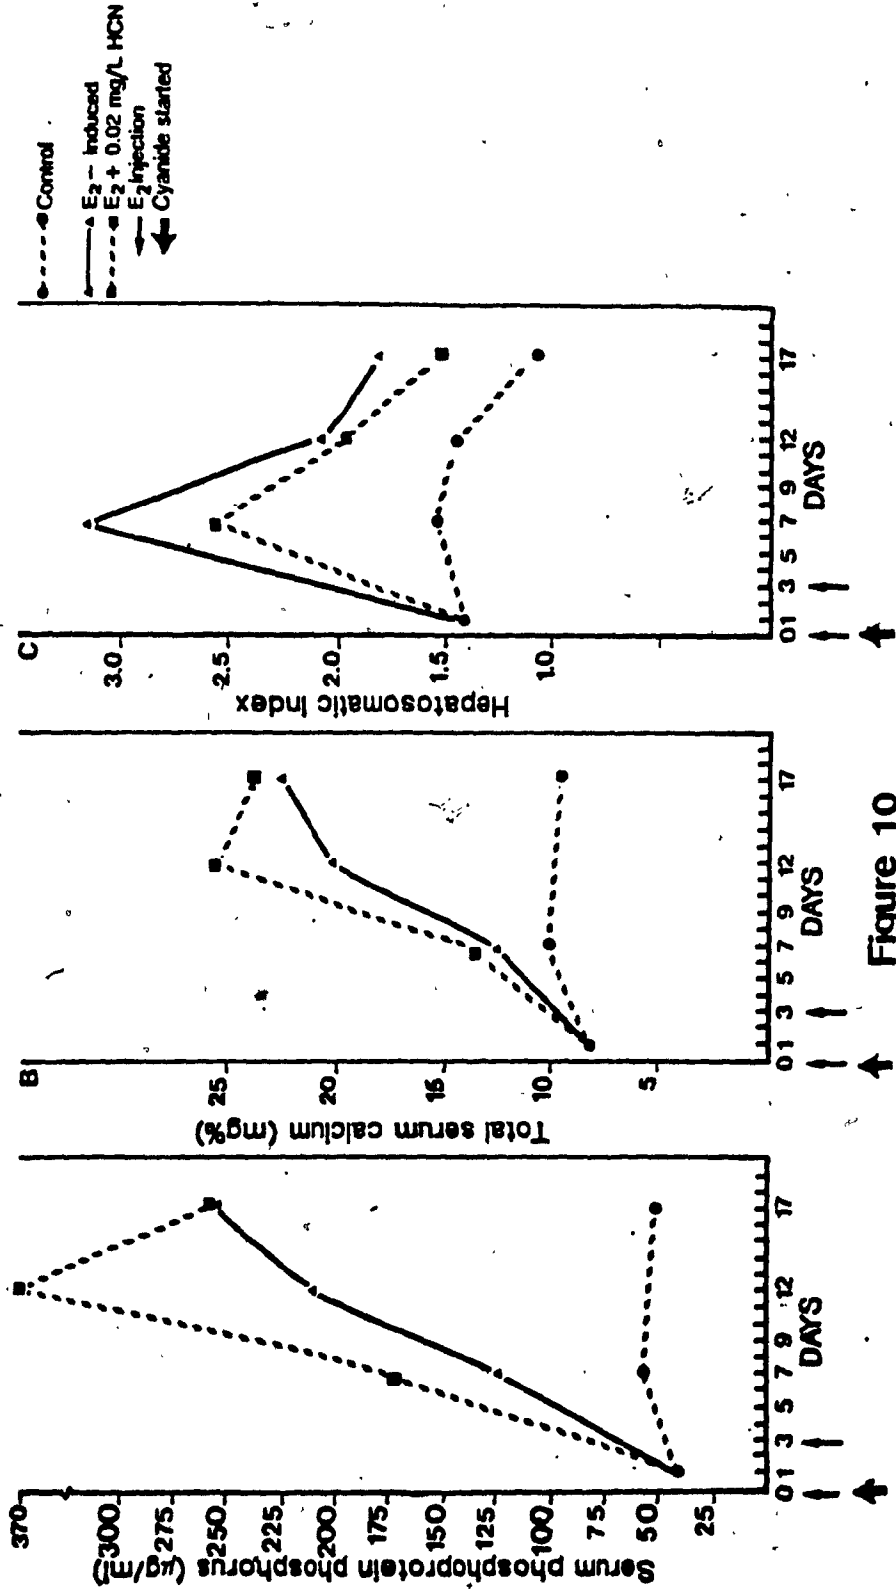 370
300
275
250
200
175
150
125
100
75
50
25
Serum phosphoprotein phosphorus (µg/ml)
0 1 3 5 7 9 12 17
DAYS
B
25
20
15
10
5
Total serum calcium (mg%)
0 1 3 5 7 9 12 17
DAYS
C
3.0
2.5
2.0
1.5
1.0
Hepatosomatic Index
0 1 3 5 7 9 12 17
DAYS
Control
E₂ – Induced
E₂ + 0.02 mg/L HCN
E₂ Injection
Cyanide started
Figure 10